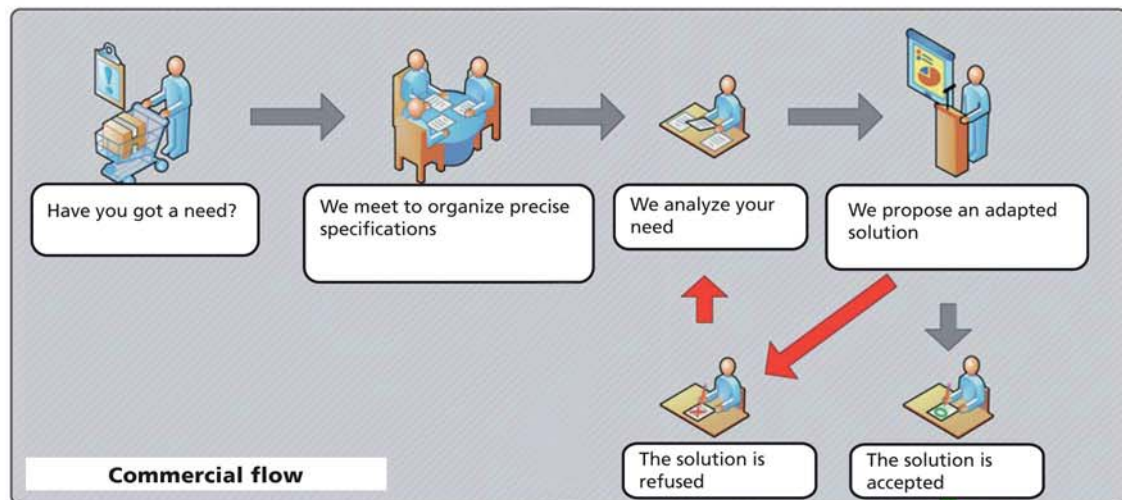 Have you got a need?
We meet to organize precise
specifications
We analyze your
need
We propose an adapted
solution
The solution is
refused
The solution is
accepted
Commercial flow